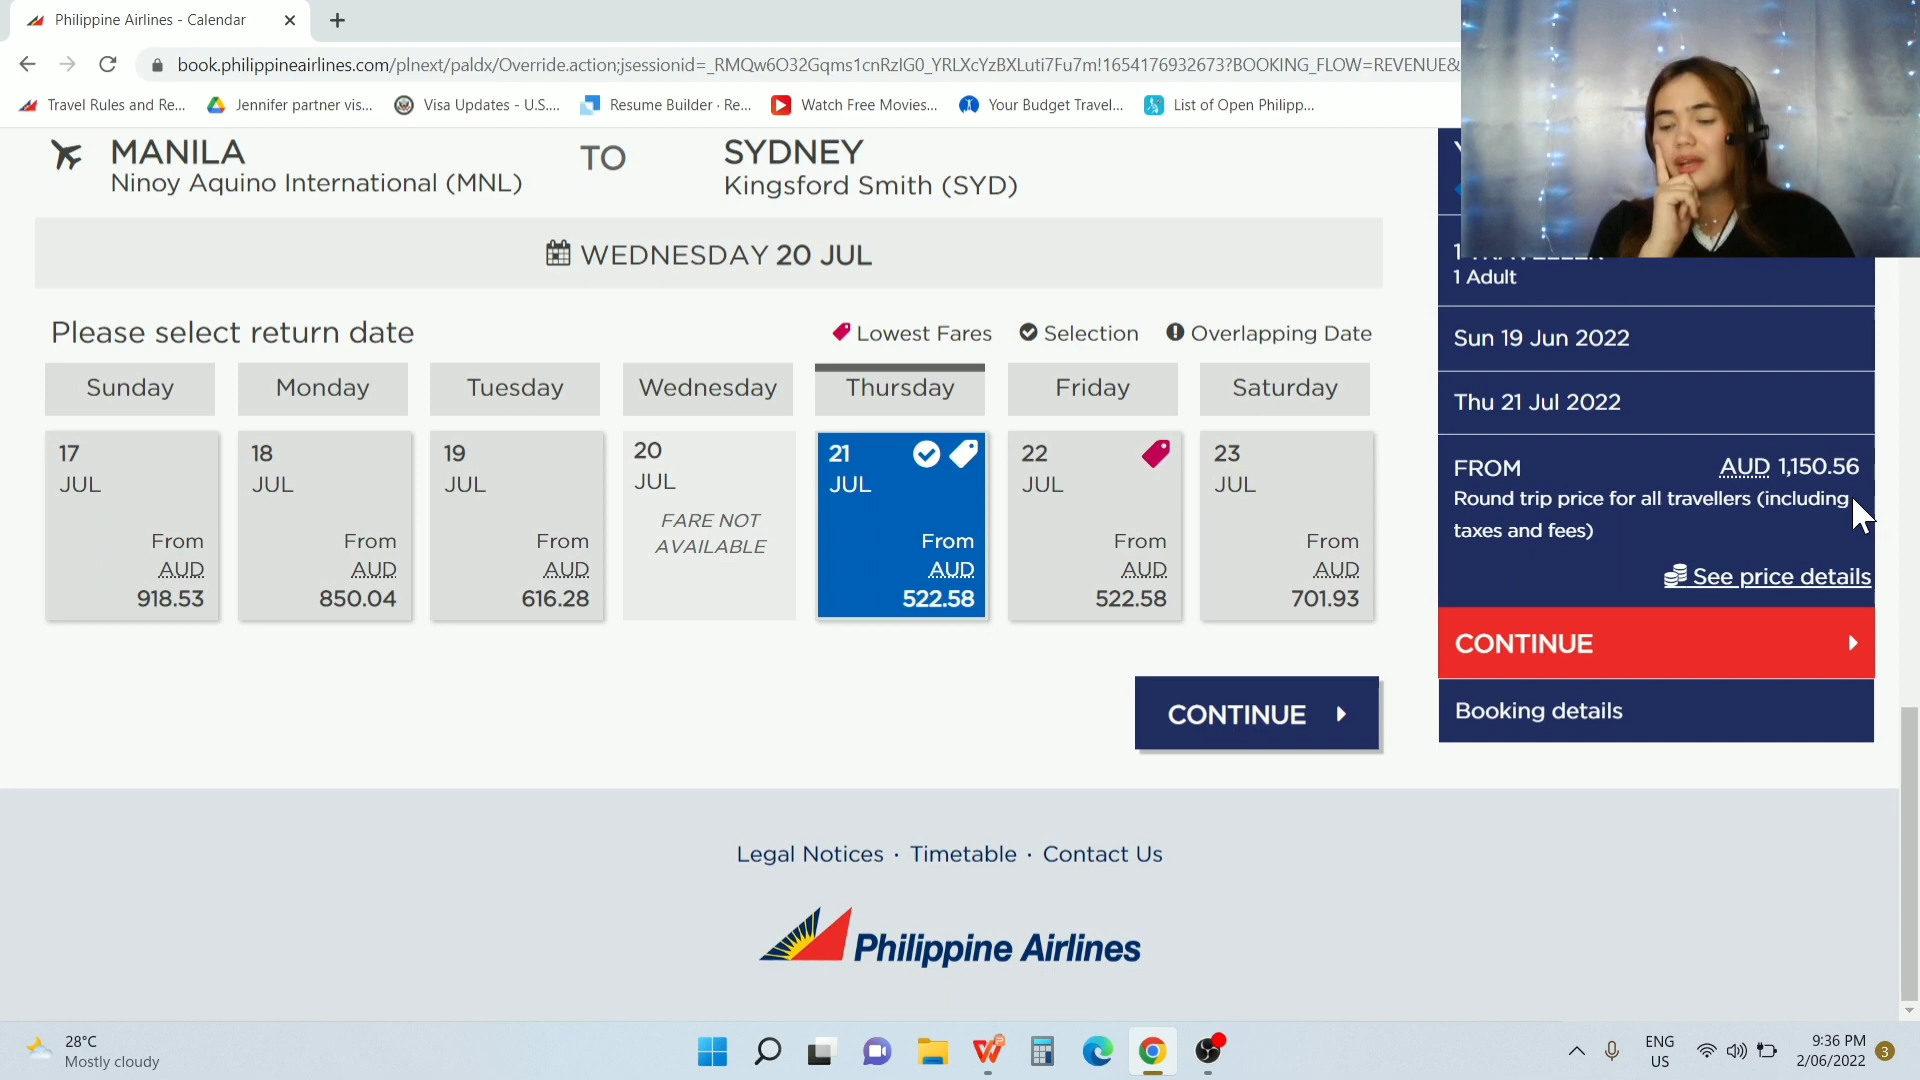 Philippine Airlines - Calendar
book.philippineairlines.com/plnext/paldx/Override.action;jsessionid=_RMQw6O32Gqms1cnRzIG0_YRLXcYzBXLuti7Fu7m!1654176932673?BOOKING_FLOW=REVENUE&
Travel Rules and Re... Jennifer partner vis... Visa Updates - U.S.... Resume Builder · Re... Watch Free Movies... Your Budget Travel... List of Open Philipp...
MANILA TO SYDNEY
Ninoy Aquino International (MNL) Kingsford Smith (SYD)
WEDNESDAY 20 JUL
Please select return date Lowest Fares Selection Overlapping Date
Sunday Monday Tuesday Wednesday Thursday Friday Saturday
17 18 19 20 21 22 23
JUL JUL JUL JUL JUL JUL JUL
FARE NOT
AVAILABLE
From From From From From From
AUD AUD AUD AUD AUD AUD
918.53 850.04 616.28 522.58 522.58 701.93
CONTINUE
1 Adult
Sun 19 Jun 2022
Thu 21 Jul 2022
FROM AUD 1,150.56
Round trip price for all travellers (including
taxes and fees)
See price details
CONTINUE
Booking details
Legal Notices · Timetable · Contact Us
Philippine Airlines
28°C
Mostly cloudy
ENG
US
9:36 PM
2/06/2022
3